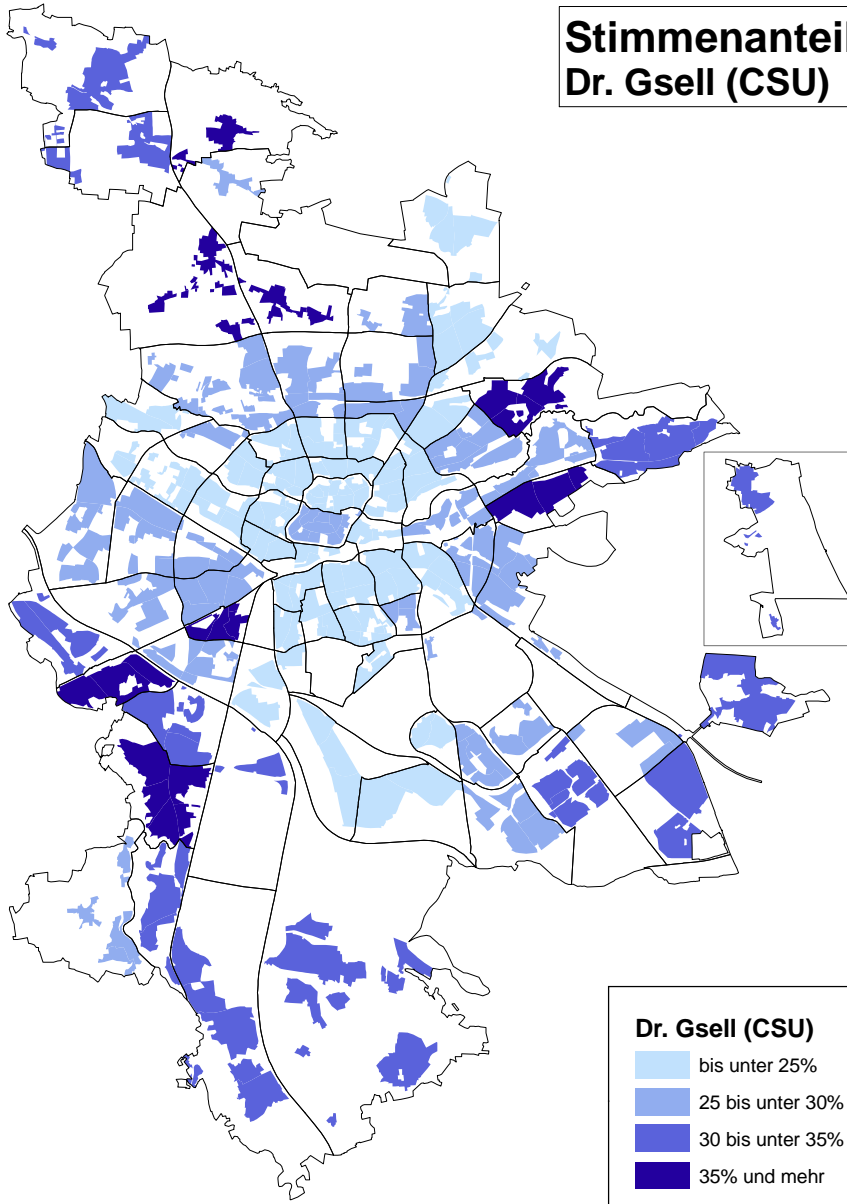 Stimmenanteil
Dr. Gsell (CSU)
Dr. Gsell (CSU)
bis unter 25%
25 bis unter 30%
30 bis unter 35%
35% und mehr